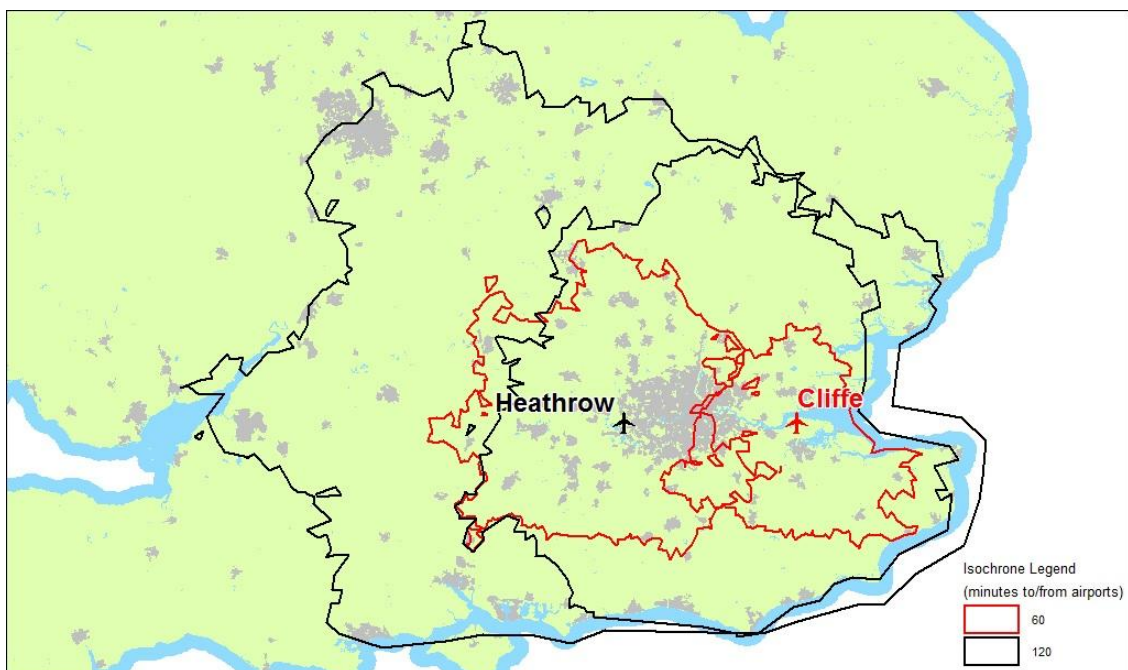 Heathrow
Cliffe
Isochrone Legend
(minutes to/from airports)
60
120